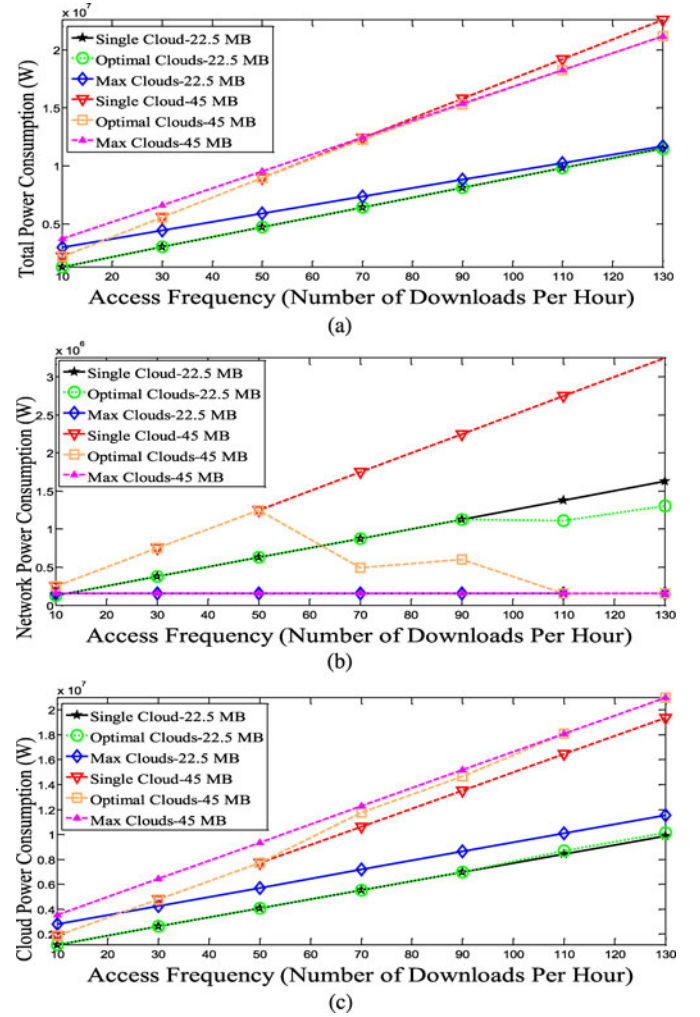 x 10⁷
Total Power Consumption (W)
2
1.5
1
0.5
Single Cloud-22.5 MB
Optimal Clouds-22.5 MB
Max Clouds-22.5 MB
Single Cloud-45 MB
Optimal Clouds-45 MB
Max Clouds-45 MB
10 20 30 40 50 60 70 80 90 100 110 120 130
Access Frequency (Number of Downloads Per Hour)
(a)
x 10⁶
Network Power Consumption (W)
3
2.5
2
1.5
1
0.5
0
Single Cloud-22.5 MB
Optimal Clouds-22.5 MB
Max Clouds-22.5 MB
Single Cloud-45 MB
Optimal Clouds-45 MB
Max Clouds-45 MB
10 20 30 40 50 60 70 80 90 100 110 120 130
Access Frequency (Number of Downloads Per Hour)
(b)
x 10⁷
Cloud Power Consumption (W)
2
1.8
1.6
1.4
1.2
1
0.8
0.6
0.4
0.2
Single Cloud-22.5 MB
Optimal Clouds-22.5 MB
Max Clouds-22.5 MB
Single Cloud-45 MB
Optimal Clouds-45 MB
Max Clouds-45 MB
10 20 30 40 50 60 70 80 90 100 110 120 130
Access Frequency (Number of Downloads Per Hour)
(c)